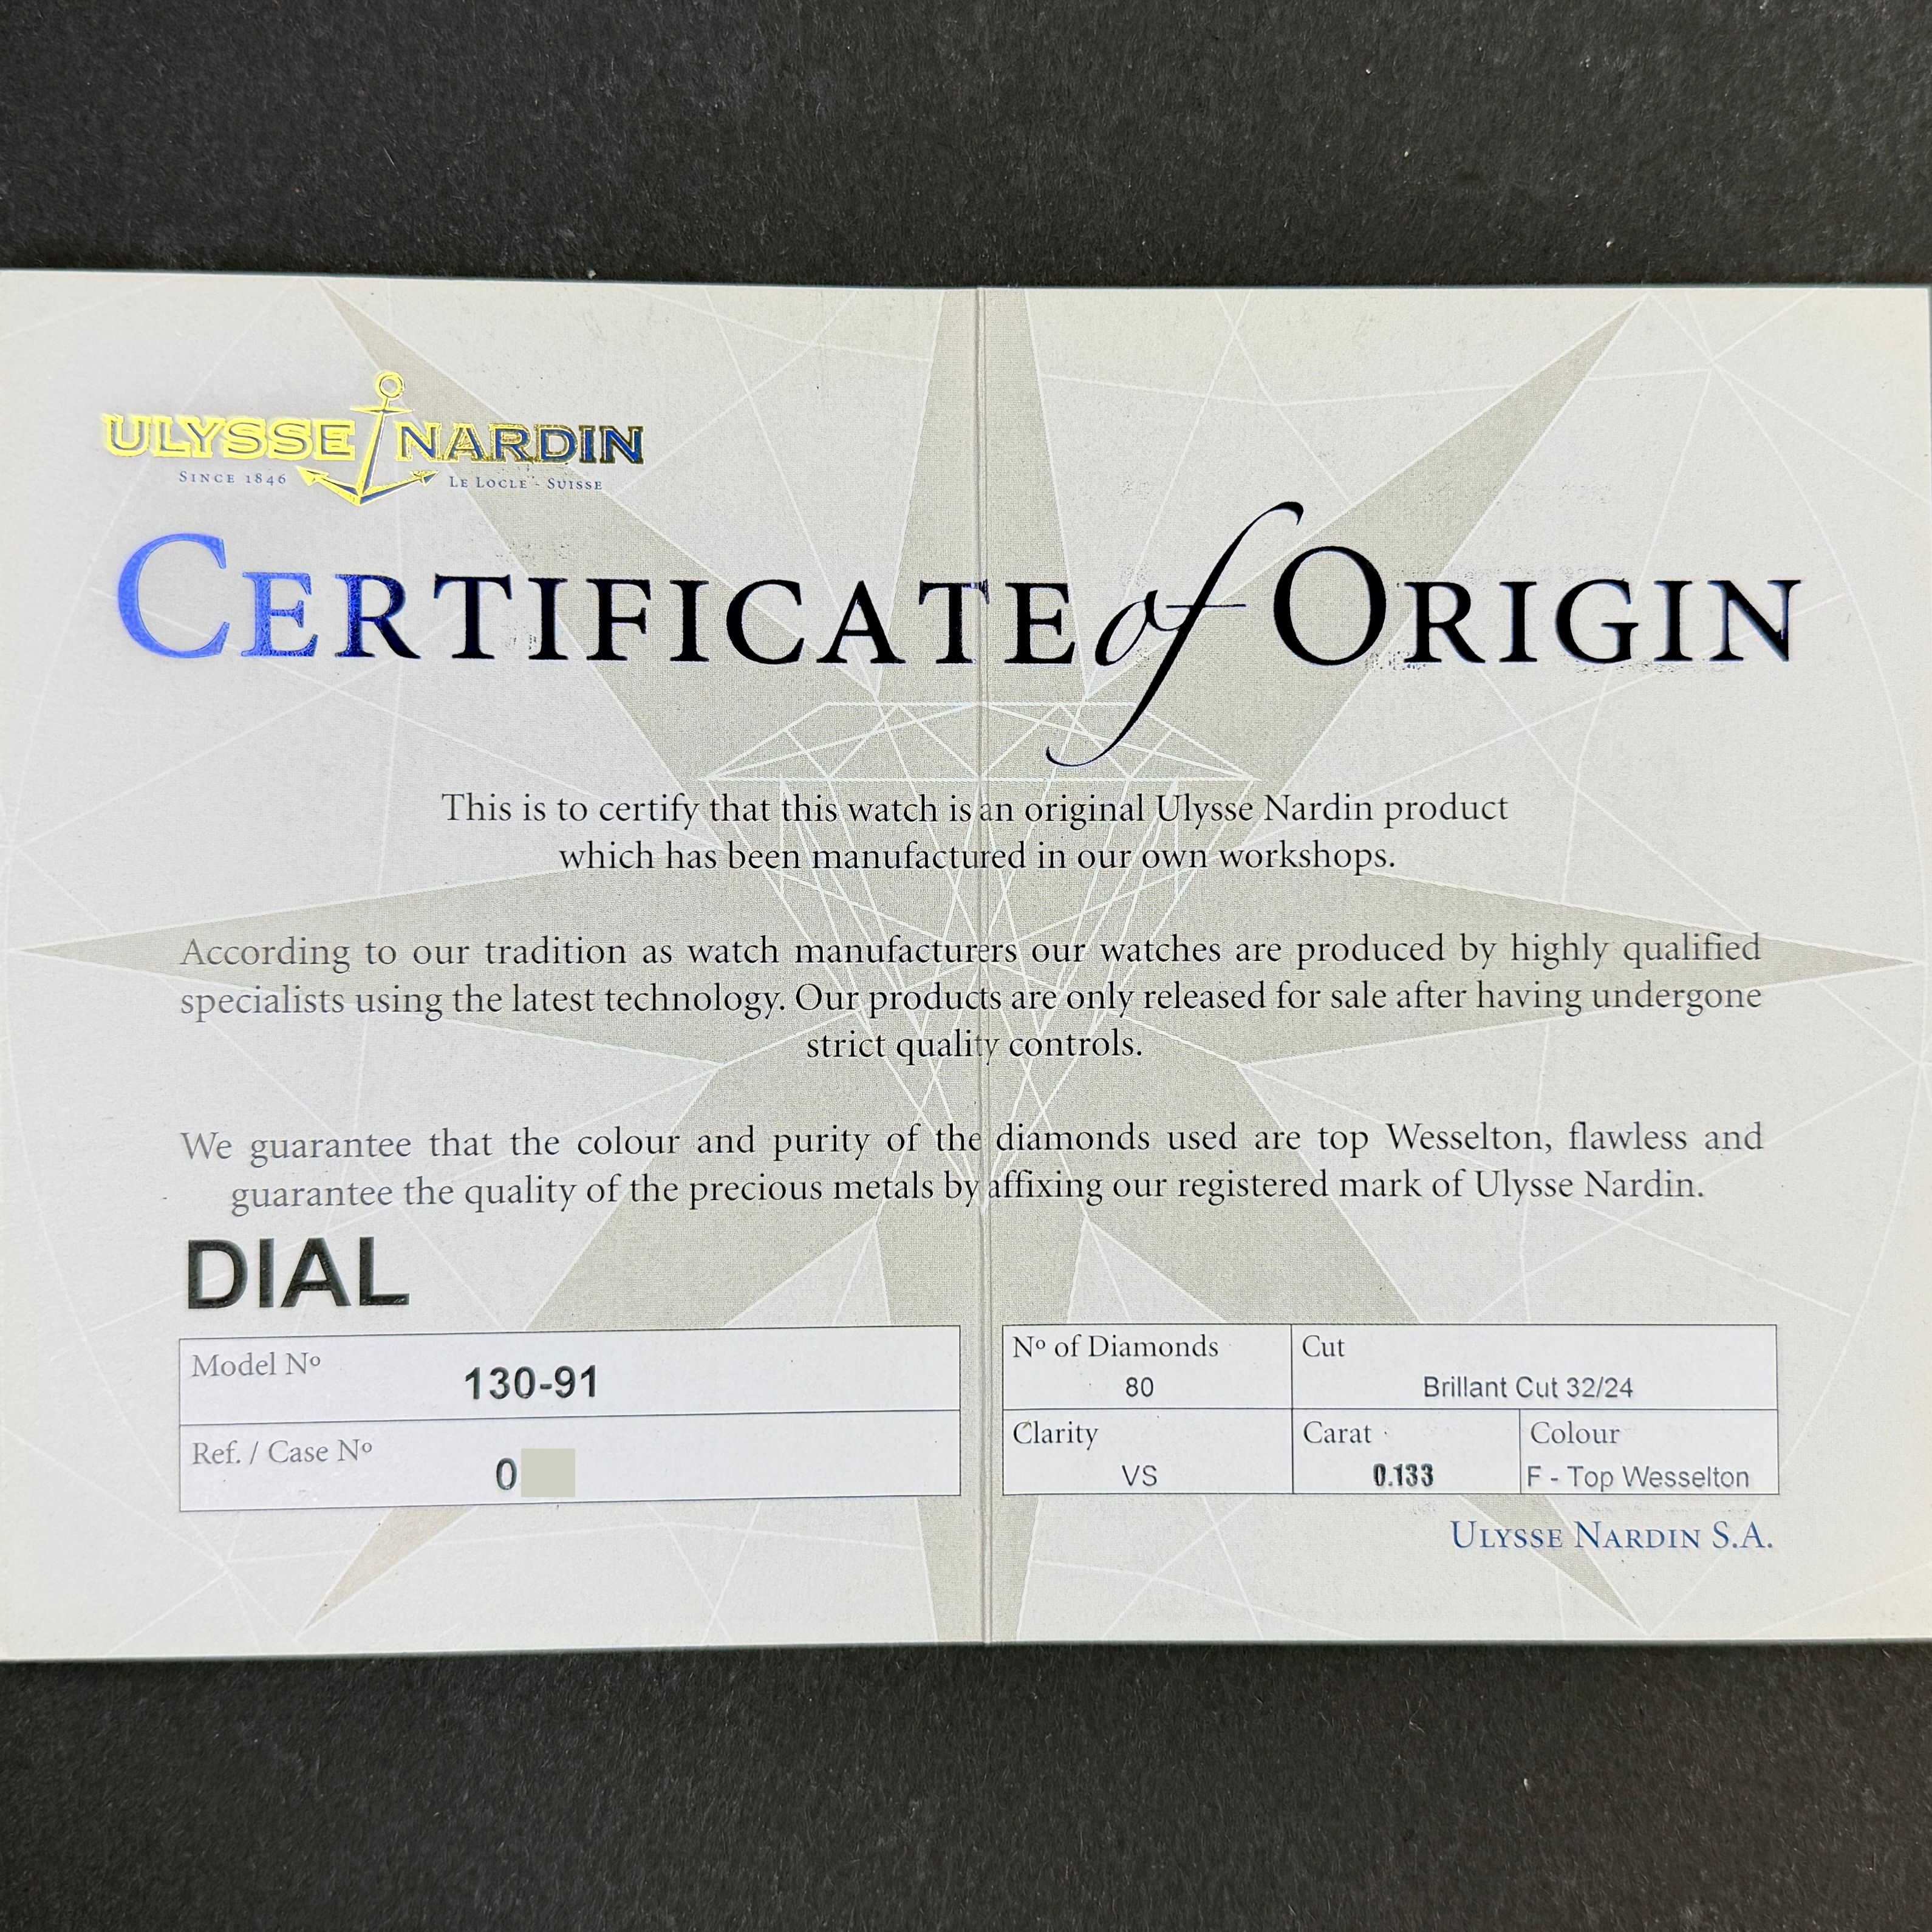 ULYSSE NARDIN
SINCE 1846 LE LOCLE - SUISSE
CERTIFICATE of ORIGIN
This is to certify that this watch is an original Ulysse Nardin product
which has been manufactured in our own workshops.
According to our tradition as watch manufacturers our watches are produced by highly qualified
specialists using the latest technology. Our products are only released for sale after having undergone
strict quality controls.
We guarantee that the colour and purity of the diamonds used are top Wesselton, flawless and
guarantee the quality of the precious metals by affixing our registered mark of Ulysse Nardin.
DIAL
Model Nº 130-91
Ref. / Case Nº 0
Nº of Diamonds
80
Cut
Brillant Cut 32/24
Clarity
VS
Carat
0.133
Colour
F - Top Wesselton
ULYSSE NARDIN S.A.